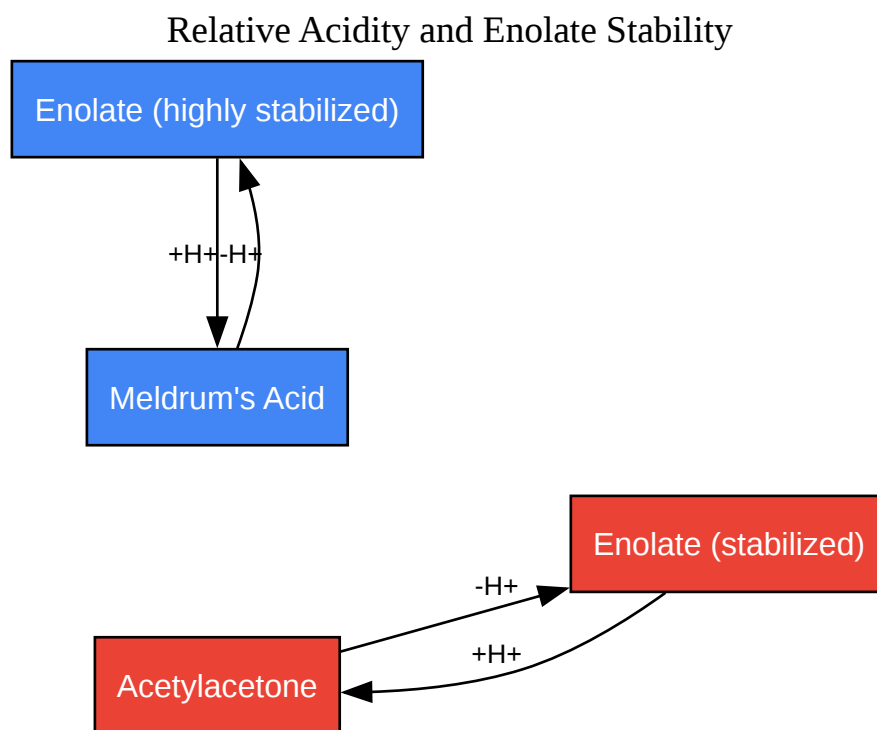 Relative Acidity and Enolate Stability
Enolate (highly stabilized)
+H+ -H+
Meldrum's Acid
Enolate (stabilized)
-H+
+H+
Acetylacetone